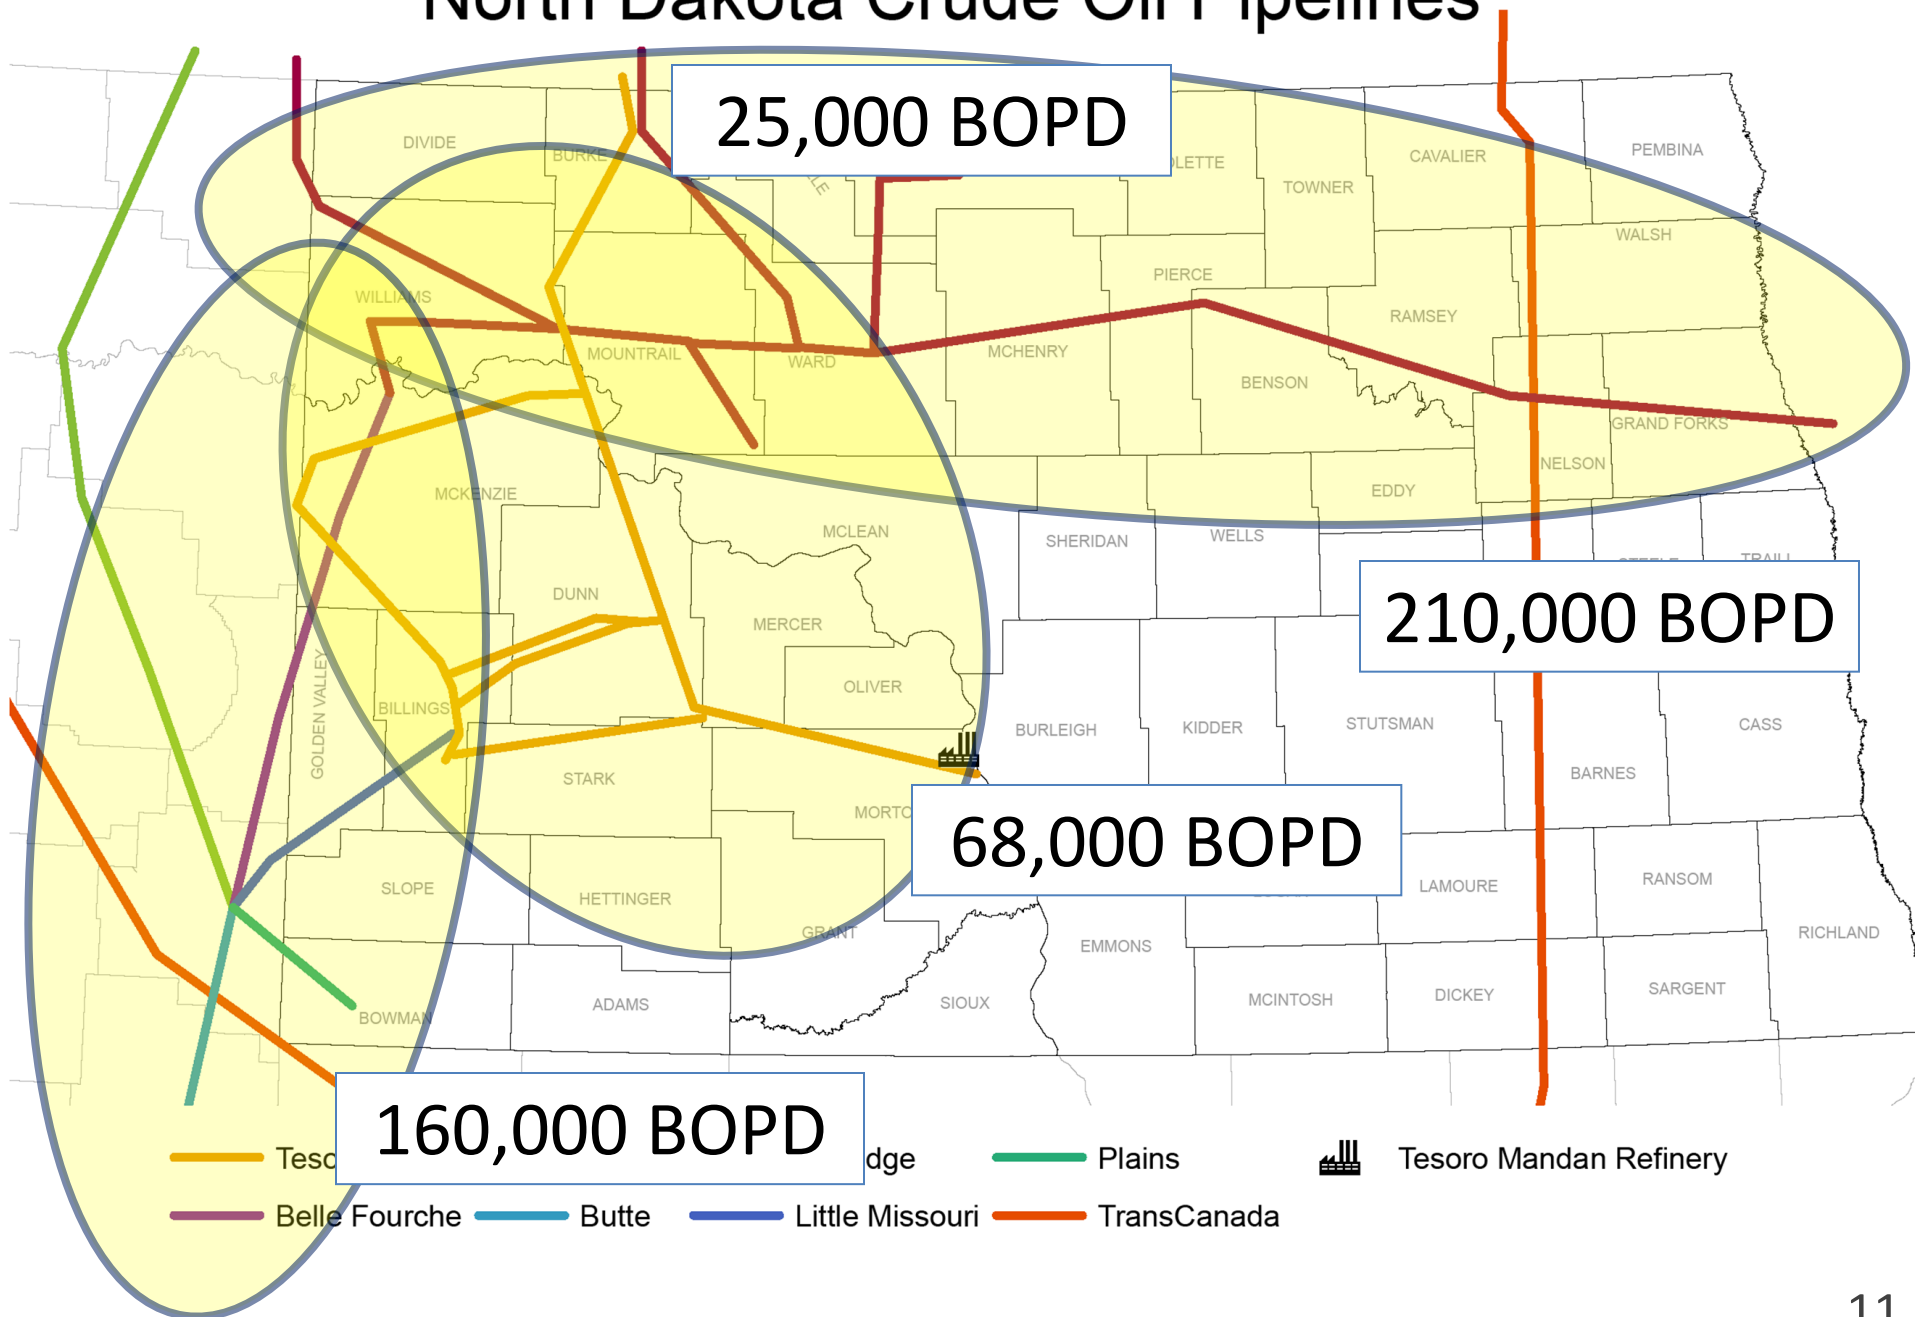 North Dakota Crude Oil Pipelines
25,000 BOPD
DIVIDE
BURKE
LETTE
TOWNER
CAVALIER
PEMBINA
WALSH
WILLIAMS
MOUNTRAIL
WARD
MCHENRY
PIERCE
BENSON
RAMSEY
GRAND FORKS
NELSON
EDDY
MCKENZIE
MCLEAN
SHERIDAN
WELLS
DUNN
MERCER
210,000 BOPD
GOLDEN VALLEY
BILLINGS
OLIVER
BURLEIGH
KIDDER
STUTSMAN
CASS
BARNES
STARK
MORTO
68,000 BOPD
SLOPE
HETTINGER
GRANT
LAMOURE
RANSOM
RICHLAND
EMMONS
BOWMAN
ADAMS
SIOUX
MCINTOSH
DICKEY
SARGENT
160,000 BOPD
Teso
dge
Plains
Tesoro Mandan Refinery
Belle Fourche
Butte
Little Missouri
TransCanada
11